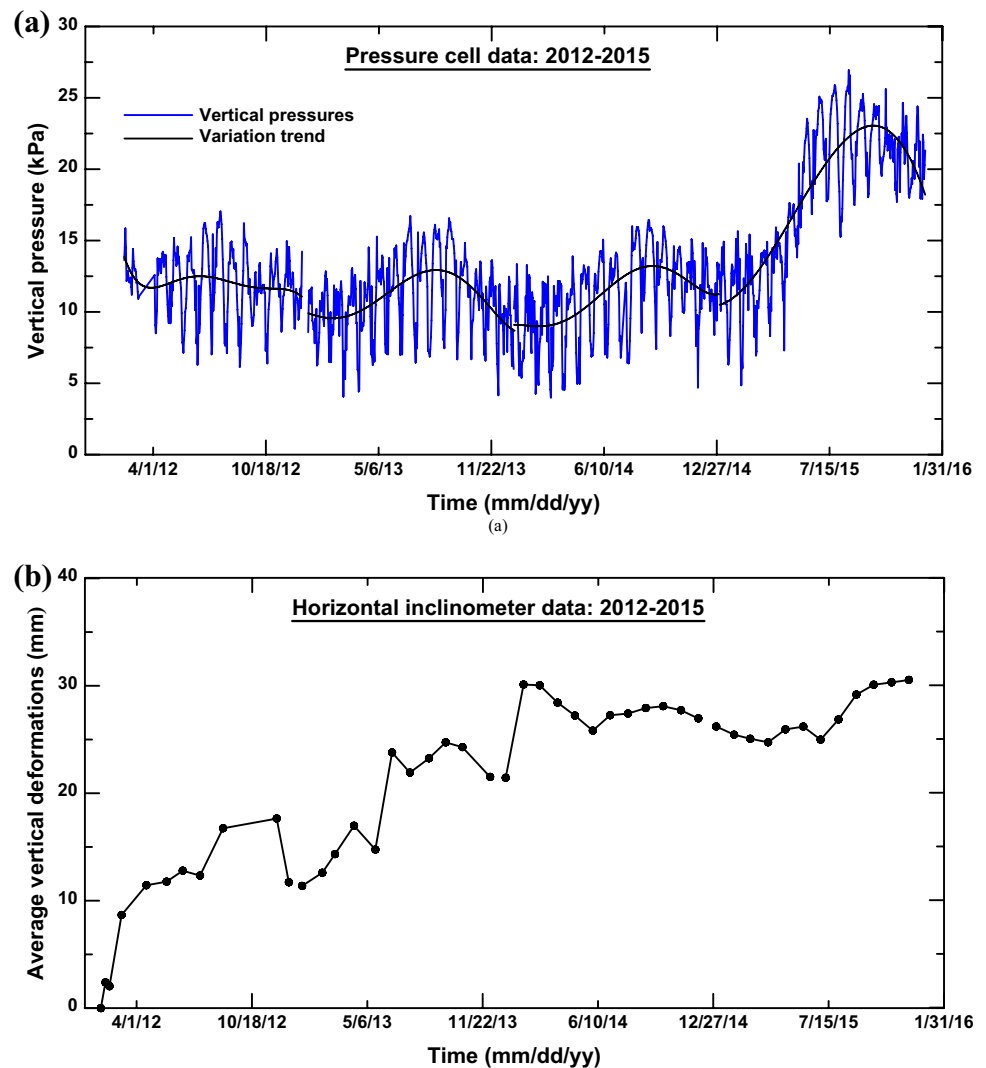 (a)
30
25
20
15
10
5
0
Vertical pressure (kPa)
Pressure cell data: 2012-2015
Vertical pressures
Variation trend
4/1/12 10/18/12 5/6/13 11/22/13 6/10/14 12/27/14 7/15/15 1/31/16
Time (mm/dd/yy)
(a)
(b)
40
30
20
10
0
Average vertical deformations (mm)
Horizontal inclinometer data: 2012-2015
4/1/12 10/18/12 5/6/13 11/22/13 6/10/14 12/27/14 7/15/15 1/31/16
Time (mm/dd/yy)